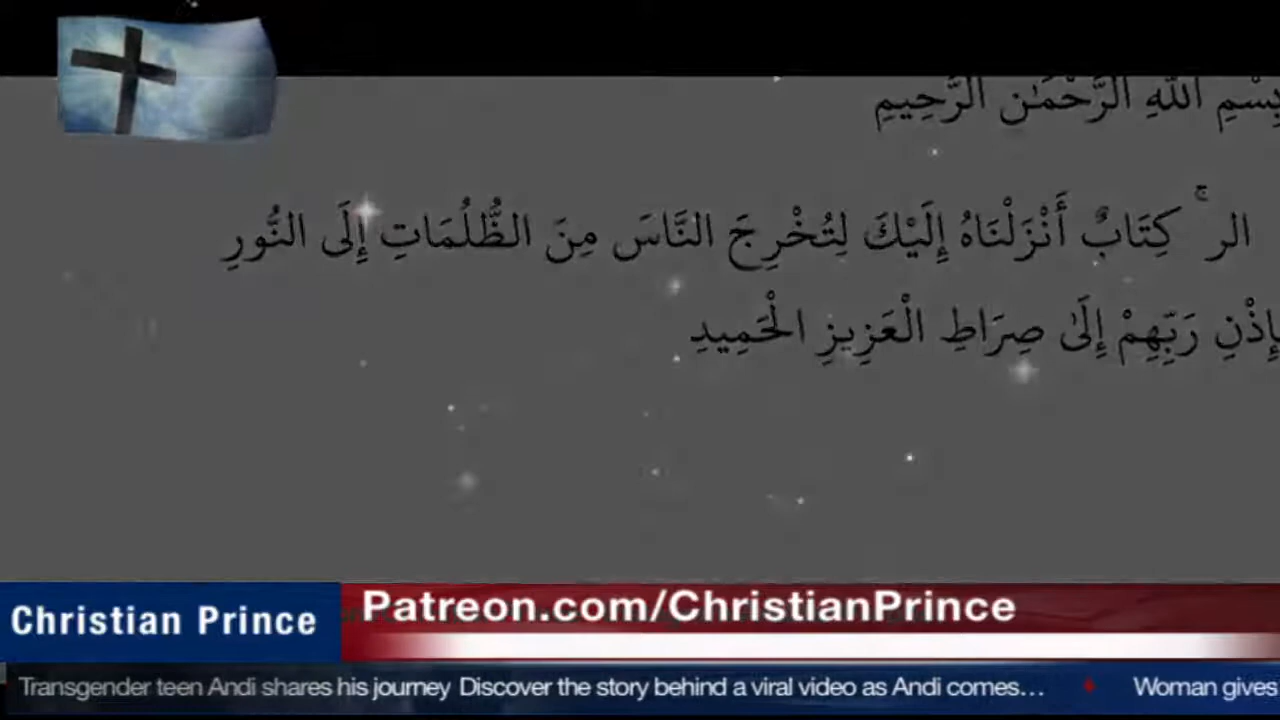 بِسْمِ اللَّهِ الرَّحْمَٰنِ الرَّحِيمِ
الر ۚ كِتَابٌ أَنْزَلْنَاهُ إِلَيْكَ لِتُخْرِجَ النَّاسَ مِنَ الظُّلُمَاتِ إِلَى النُّورِ
بِإِذْنِ رَبِّهِمْ إِلَىٰ صِرَاطِ الْعَزِيزِ الْحَمِيدِ
Christian Prince
Patreon.com/ChristianPrince
Transgender teen Andi shares his journey Discover the story behind a viral video as Andi comes... Woman gives